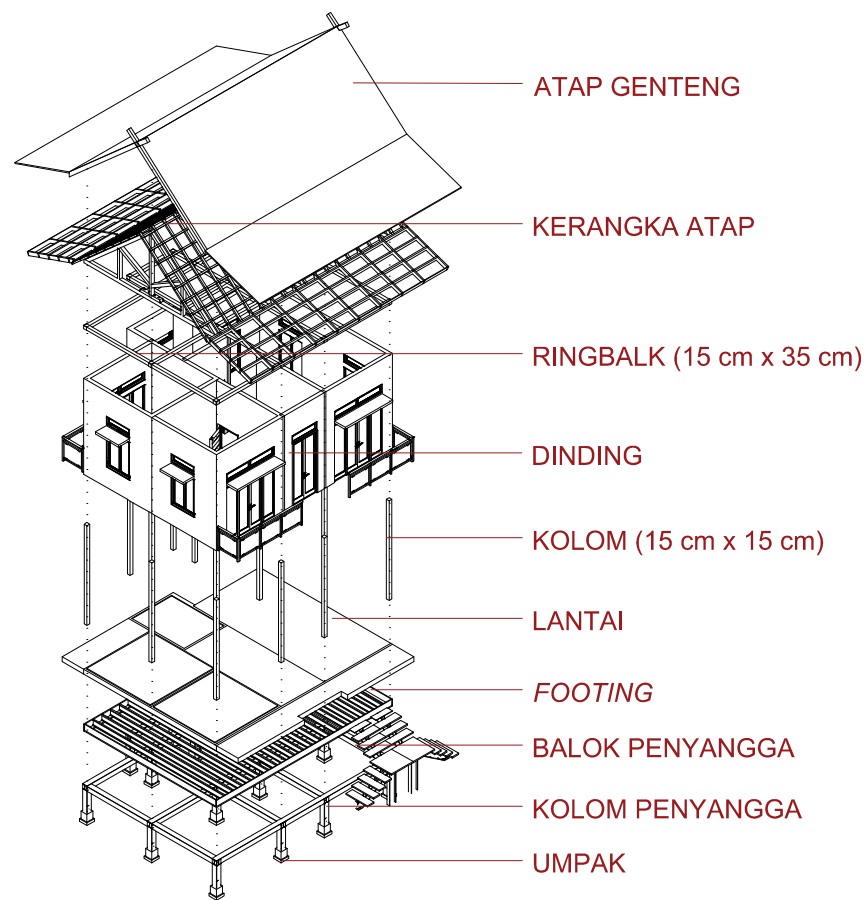 ATAP GENTENG
KERANGKA ATAP
RINGBALK (15 cm x 35 cm)
DINDING
KOLOM (15 cm x 15 cm)
LANTAI
FOOTING
BALOK PENYANGGA
KOLOM PENYANGGA
UMPAK